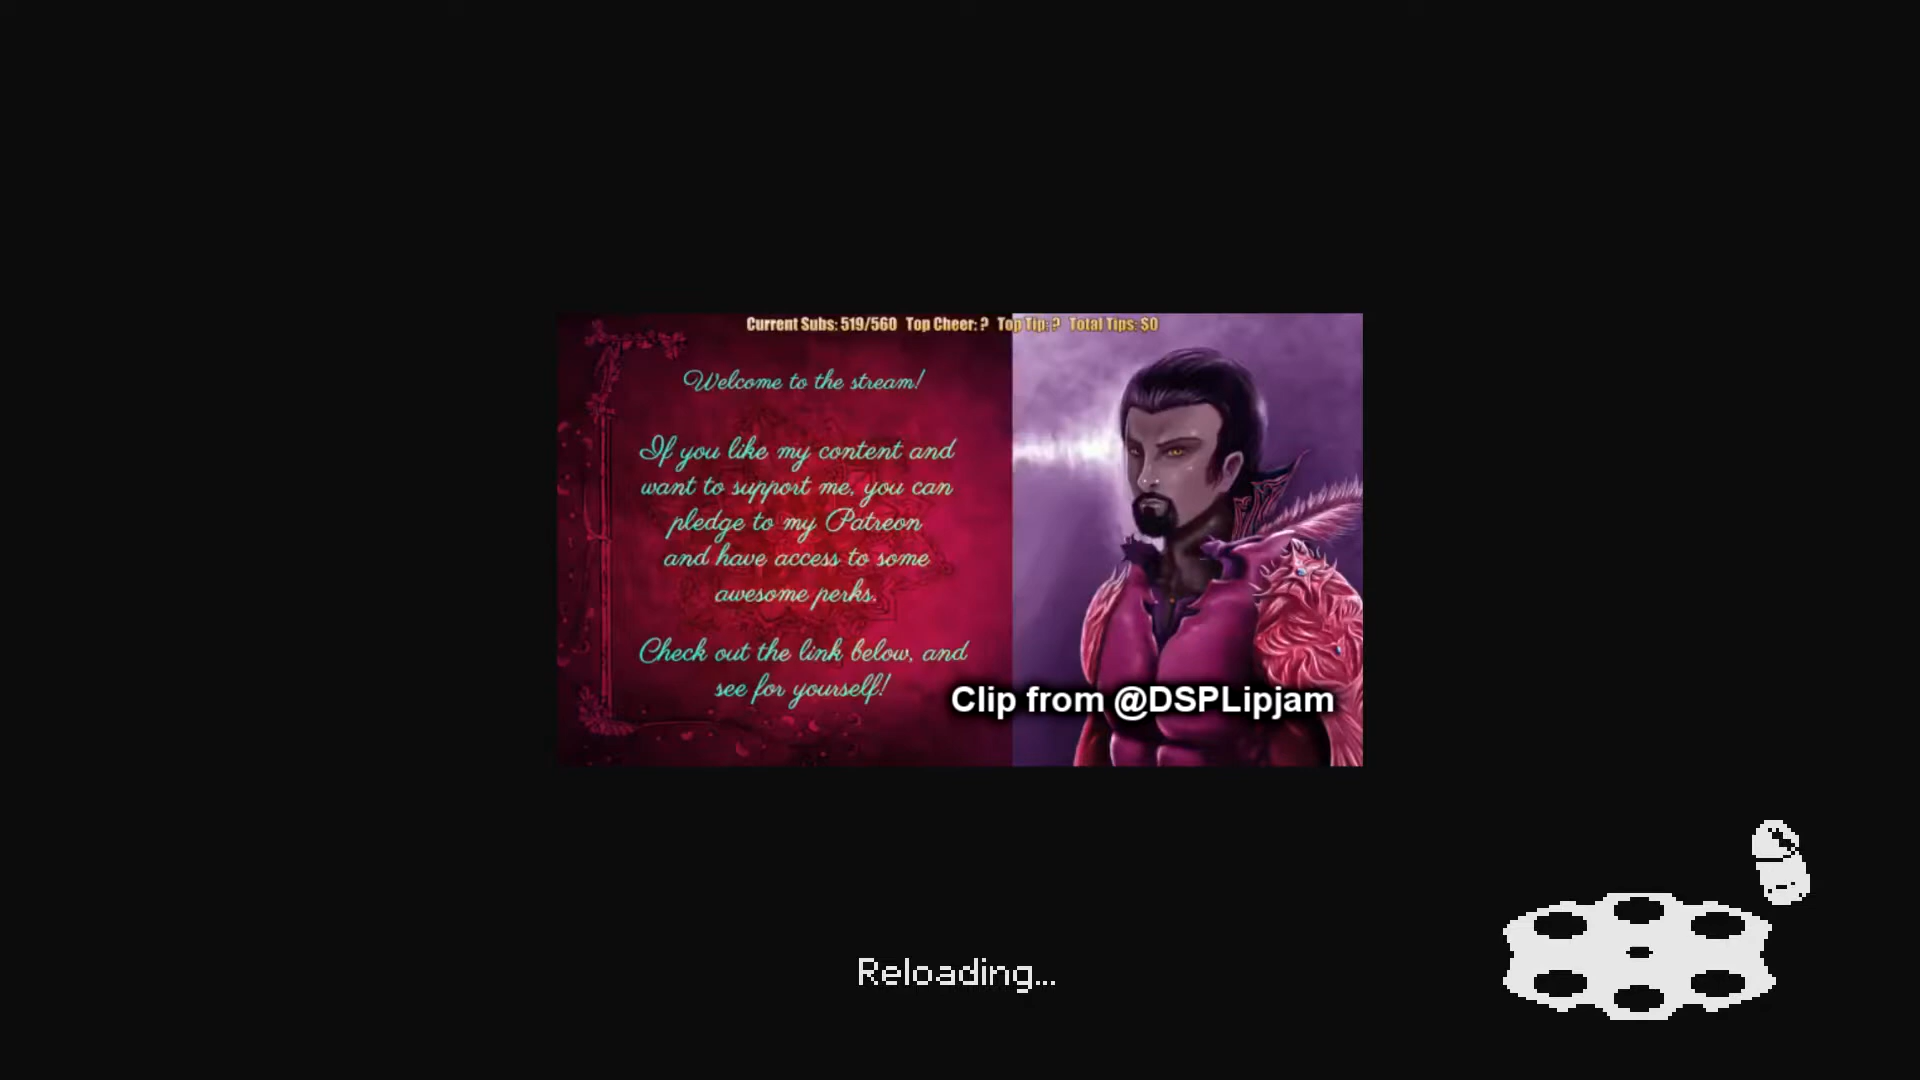 Current Subs: 519/560 Top Cheer: ? Top Tip: ? Total Tips: $0
Welcome to the stream!
If you like my content and
want to support me, you can
pledge to my Patreon
and have access to some
awesome perks.
Check out the link below, and
see for yourself!
Clip from @DSPLipjam
Reloading...